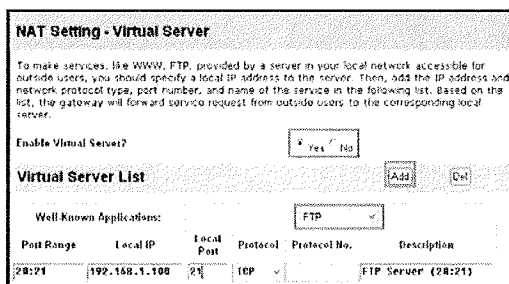 NAT Setting - Virtual Server
To make services, like WWW, FTP, provided by a server in your local network accessible for
outside users, you should specify a local IP address to the server. Then, add the IP address and
network protocol type, port number, and name of the service in the following list. Based on the
list, the gateway will forward service request from outside users to the corresponding local
server.
Enable Virtual Server? Yes No
Virtual Server List Add Del
Well-Known Applications: FTP
Port Range Local IP Local Port Protocol Protocol No. Description
20:21 192.168.1.100 21 TCP FTP Server (20:21)